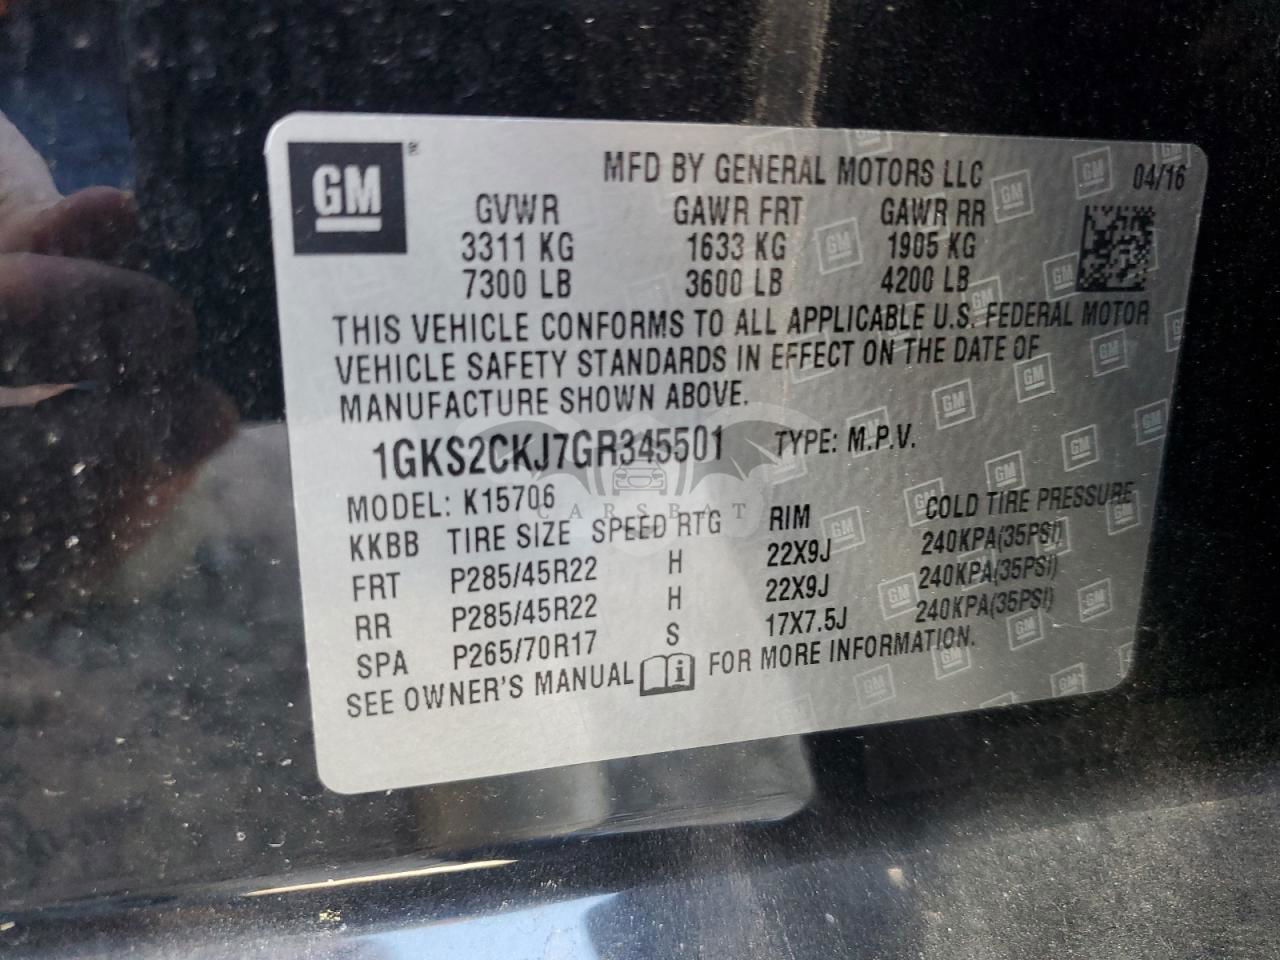 GM ®
MFD BY GENERAL MOTORS LLC 04/16
GVWR GAWR FRT GAWR RR
3311 KG 1633 KG 1905 KG
7300 LB 3600 LB 4200 LB
THIS VEHICLE CONFORMS TO ALL APPLICABLE U.S. FEDERAL MOTOR
VEHICLE SAFETY STANDARDS IN EFFECT ON THE DATE OF
MANUFACTURE SHOWN ABOVE.
1GKS2CKJ7GR345501 TYPE: M.P.V.
CARSBAT
MODEL: K15706
KKBB TIRE SIZE SPEED RTG RIM COLD TIRE PRESSURE
FRT P285/45R22 H 22X9J 240KPA(35PSI)
RR P285/45R22 H 22X9J 240KPA(35PSI)
SPA P265/70R17 S 17X7.5J 240KPA(35PSI)
SEE OWNER'S MANUAL i FOR MORE INFORMATION.